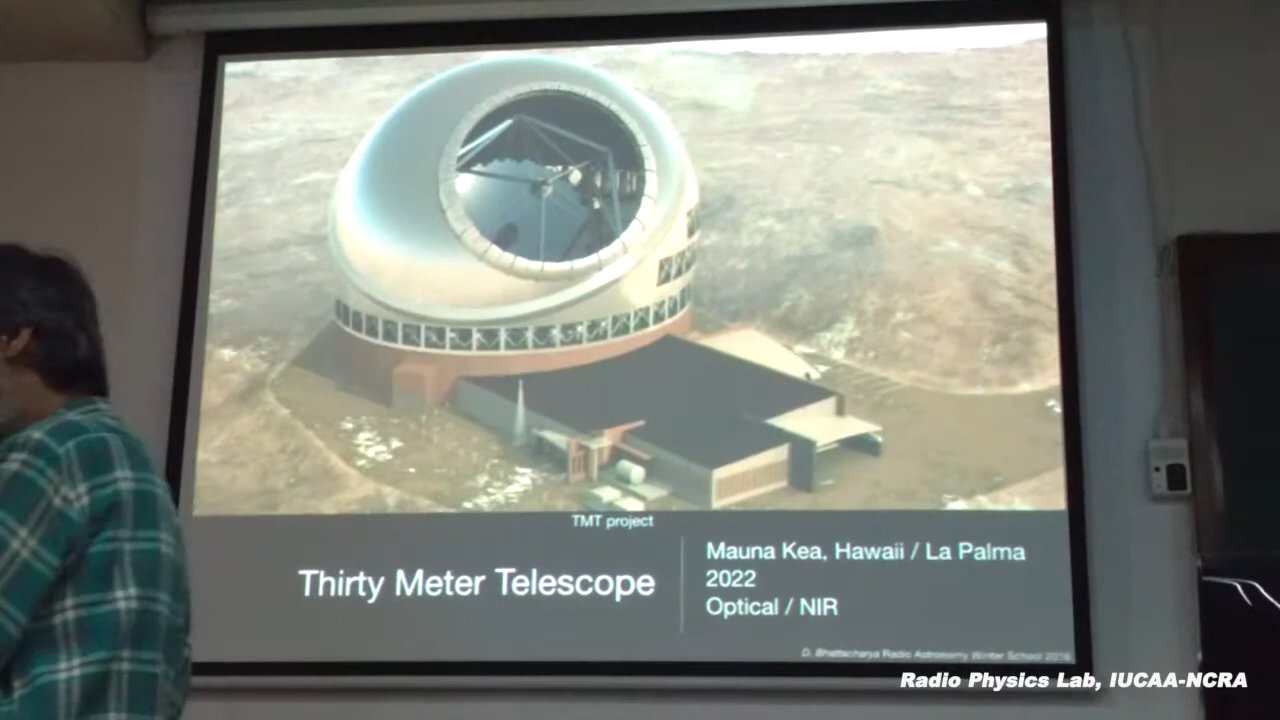 TMT project
Thirty Meter Telescope
Mauna Kea, Hawaii / La Palma
2022
Optical / NIR
D. Bhattacharya Radio Astronomy Winter School 2016
Radio Physics Lab, IUCAA-NCRA